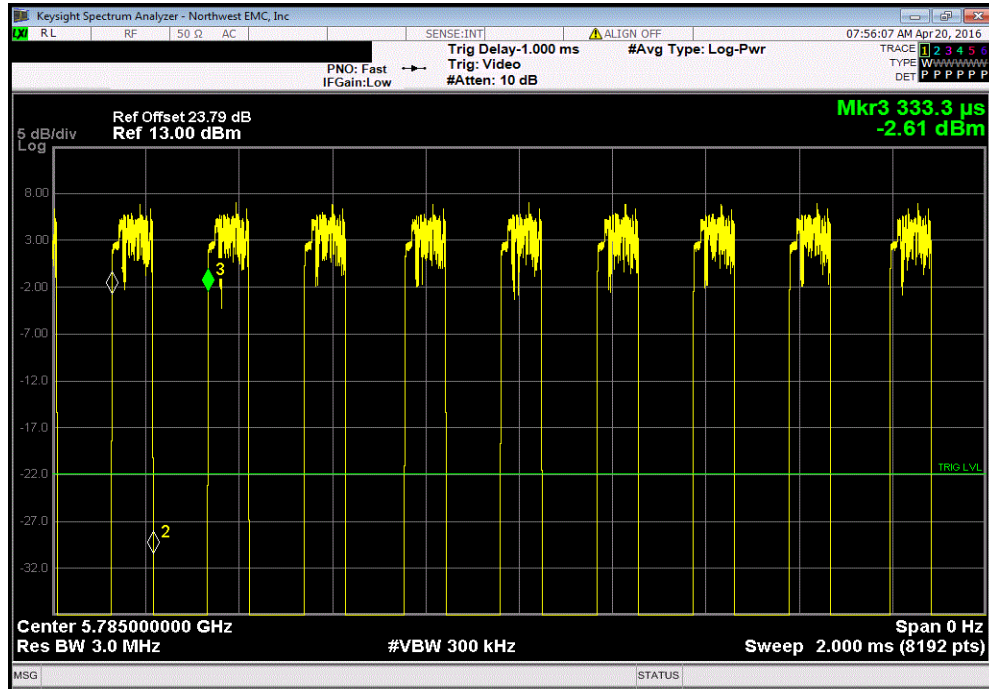 Keysight Spectrum Analyzer - Northwest EMC, Inc
LXI RL RF 50 Ω AC SENSE:INT ALIGN OFF 07:56:07 AM Apr 20, 2016
Trig Delay-1.000 ms #Avg Type: Log-Pwr TRACE 1 2 3 4 5 6
PNO: Fast Trig: Video TYPE WWWWWW
IFGain:Low #Atten: 10 dB DET P P P P P P
Mkr3 333.3 µs
-2.61 dBm
Ref Offset 23.79 dB
5 dB/div Ref 13.00 dBm
Log
8.00
3.00
3
-2.00
-7.00
-12.0
-17.0
-22.0
TRIG LVL
-27.0
2
-32.0
Center 5.785000000 GHz Span 0 Hz
Res BW 3.0 MHz #VBW 300 kHz Sweep 2.000 ms (8192 pts)
MSG STATUS